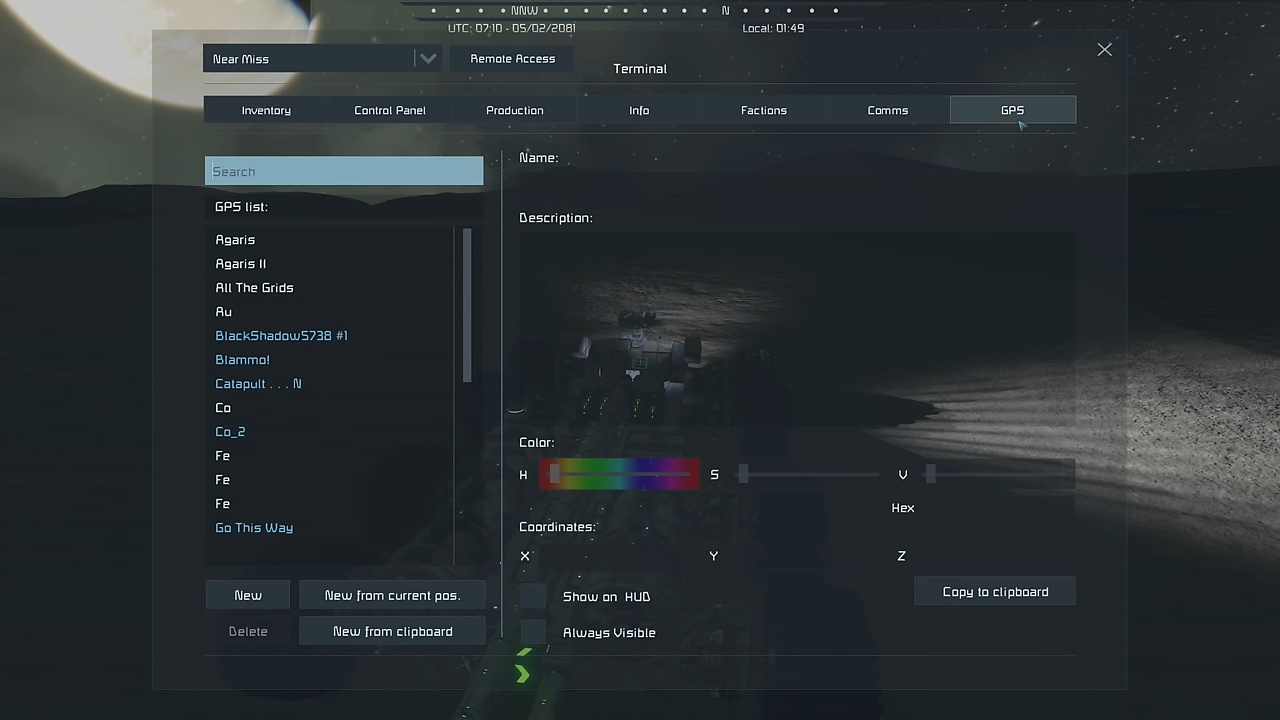 NNW N
UTC: 07:10 - 05/02/2081 Local: 01:49
Near Miss
Remote Access
Terminal
Inventory Control Panel Production Info Factions Comms GPS
Search
GPS list:
Agaris
Agaris II
All The Grids
Au
BlackShadow5738 #1
Blammo!
Catapult . . . N
Co
Co_2
Fe
Fe
Fe
Go This Way
New
New from current pos.
Delete
New from clipboard
Name:
Description:
Color:
H S V
Hex
Coordinates:
X Y Z
Show on HUD
Copy to clipboard
Always Visible